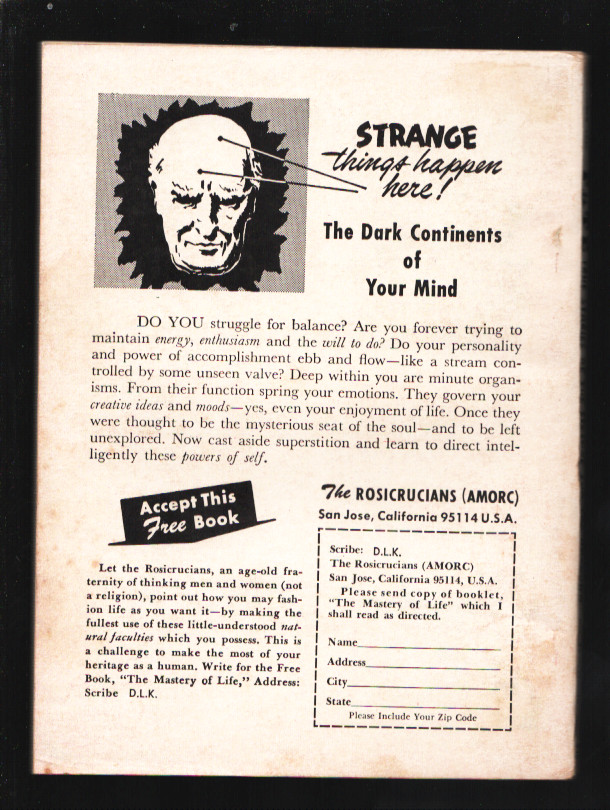 STRANGE
things happen
here!
The Dark Continents
of
Your Mind
DO YOU struggle for balance? Are you forever trying to
maintain energy, enthusiasm and the will to do? Do your personality
and power of accomplishment ebb and flow—like a stream con-
trolled by some unseen valve? Deep within you are minute organ-
isms. From their function spring your emotions. They govern your
creative ideas and moods—yes, even your enjoyment of life. Once they
were thought to be the mysterious seat of the soul—and to be left
unexplored. Now cast aside superstition and learn to direct intel-
ligently these powers of self.
Accept This
Free Book
Let the Rosicrucians, an age-old fra-
ternity of thinking men and women (not
a religion), point out how you may fash-
ion life as you want it—by making the
fullest use of these little-understood nat-
ural faculties which you possess. This is
a challenge to make the most of your
heritage as a human. Write for the Free
Book, "The Mastery of Life," Address:
Scribe D.L.K.
The ROSICRUCIANS (AMORC)
San Jose, California 95114 U.S.A.
Scribe: D.L.K.
The Rosicrucians (AMORC)
San Jose, California 95114, U.S.A.
Please send copy of booklet,
"The Mastery of Life" which I
shall read as directed.
Name
Address
City
State
Please Include Your Zip Code